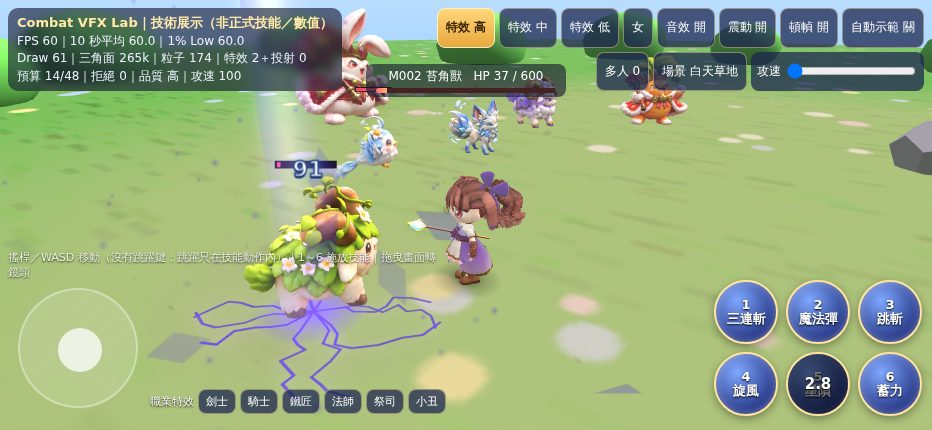 Combat VFX Lab｜技術展示（非正式技能／數值）
FPS 60｜10 秒平均 60.0｜1% Low 60.0
Draw 61｜三角面 265k｜粒子 174｜特效 2＋投射 0
預算 14/48｜拒絕 0｜品質 高｜攻速 100
特效 高
特效 中
特效 低
女
音效 開
震動 開
頓幀 開
自動示範 關
多人 0
場景 白天草地
攻速
M002 苔角獸 HP 37 / 600
91
搖桿／WASD 移動（沒有跳躍鍵；跳躍只在技能動作內）｜1～6 施放技能｜拖曳畫面轉
鏡頭
1
三連斬
2
魔法彈
3
跳斬
4
旋風
2.8
6
蓄力
職業特效
劍士
騎士
鐵匠
法師
祭司
小丑